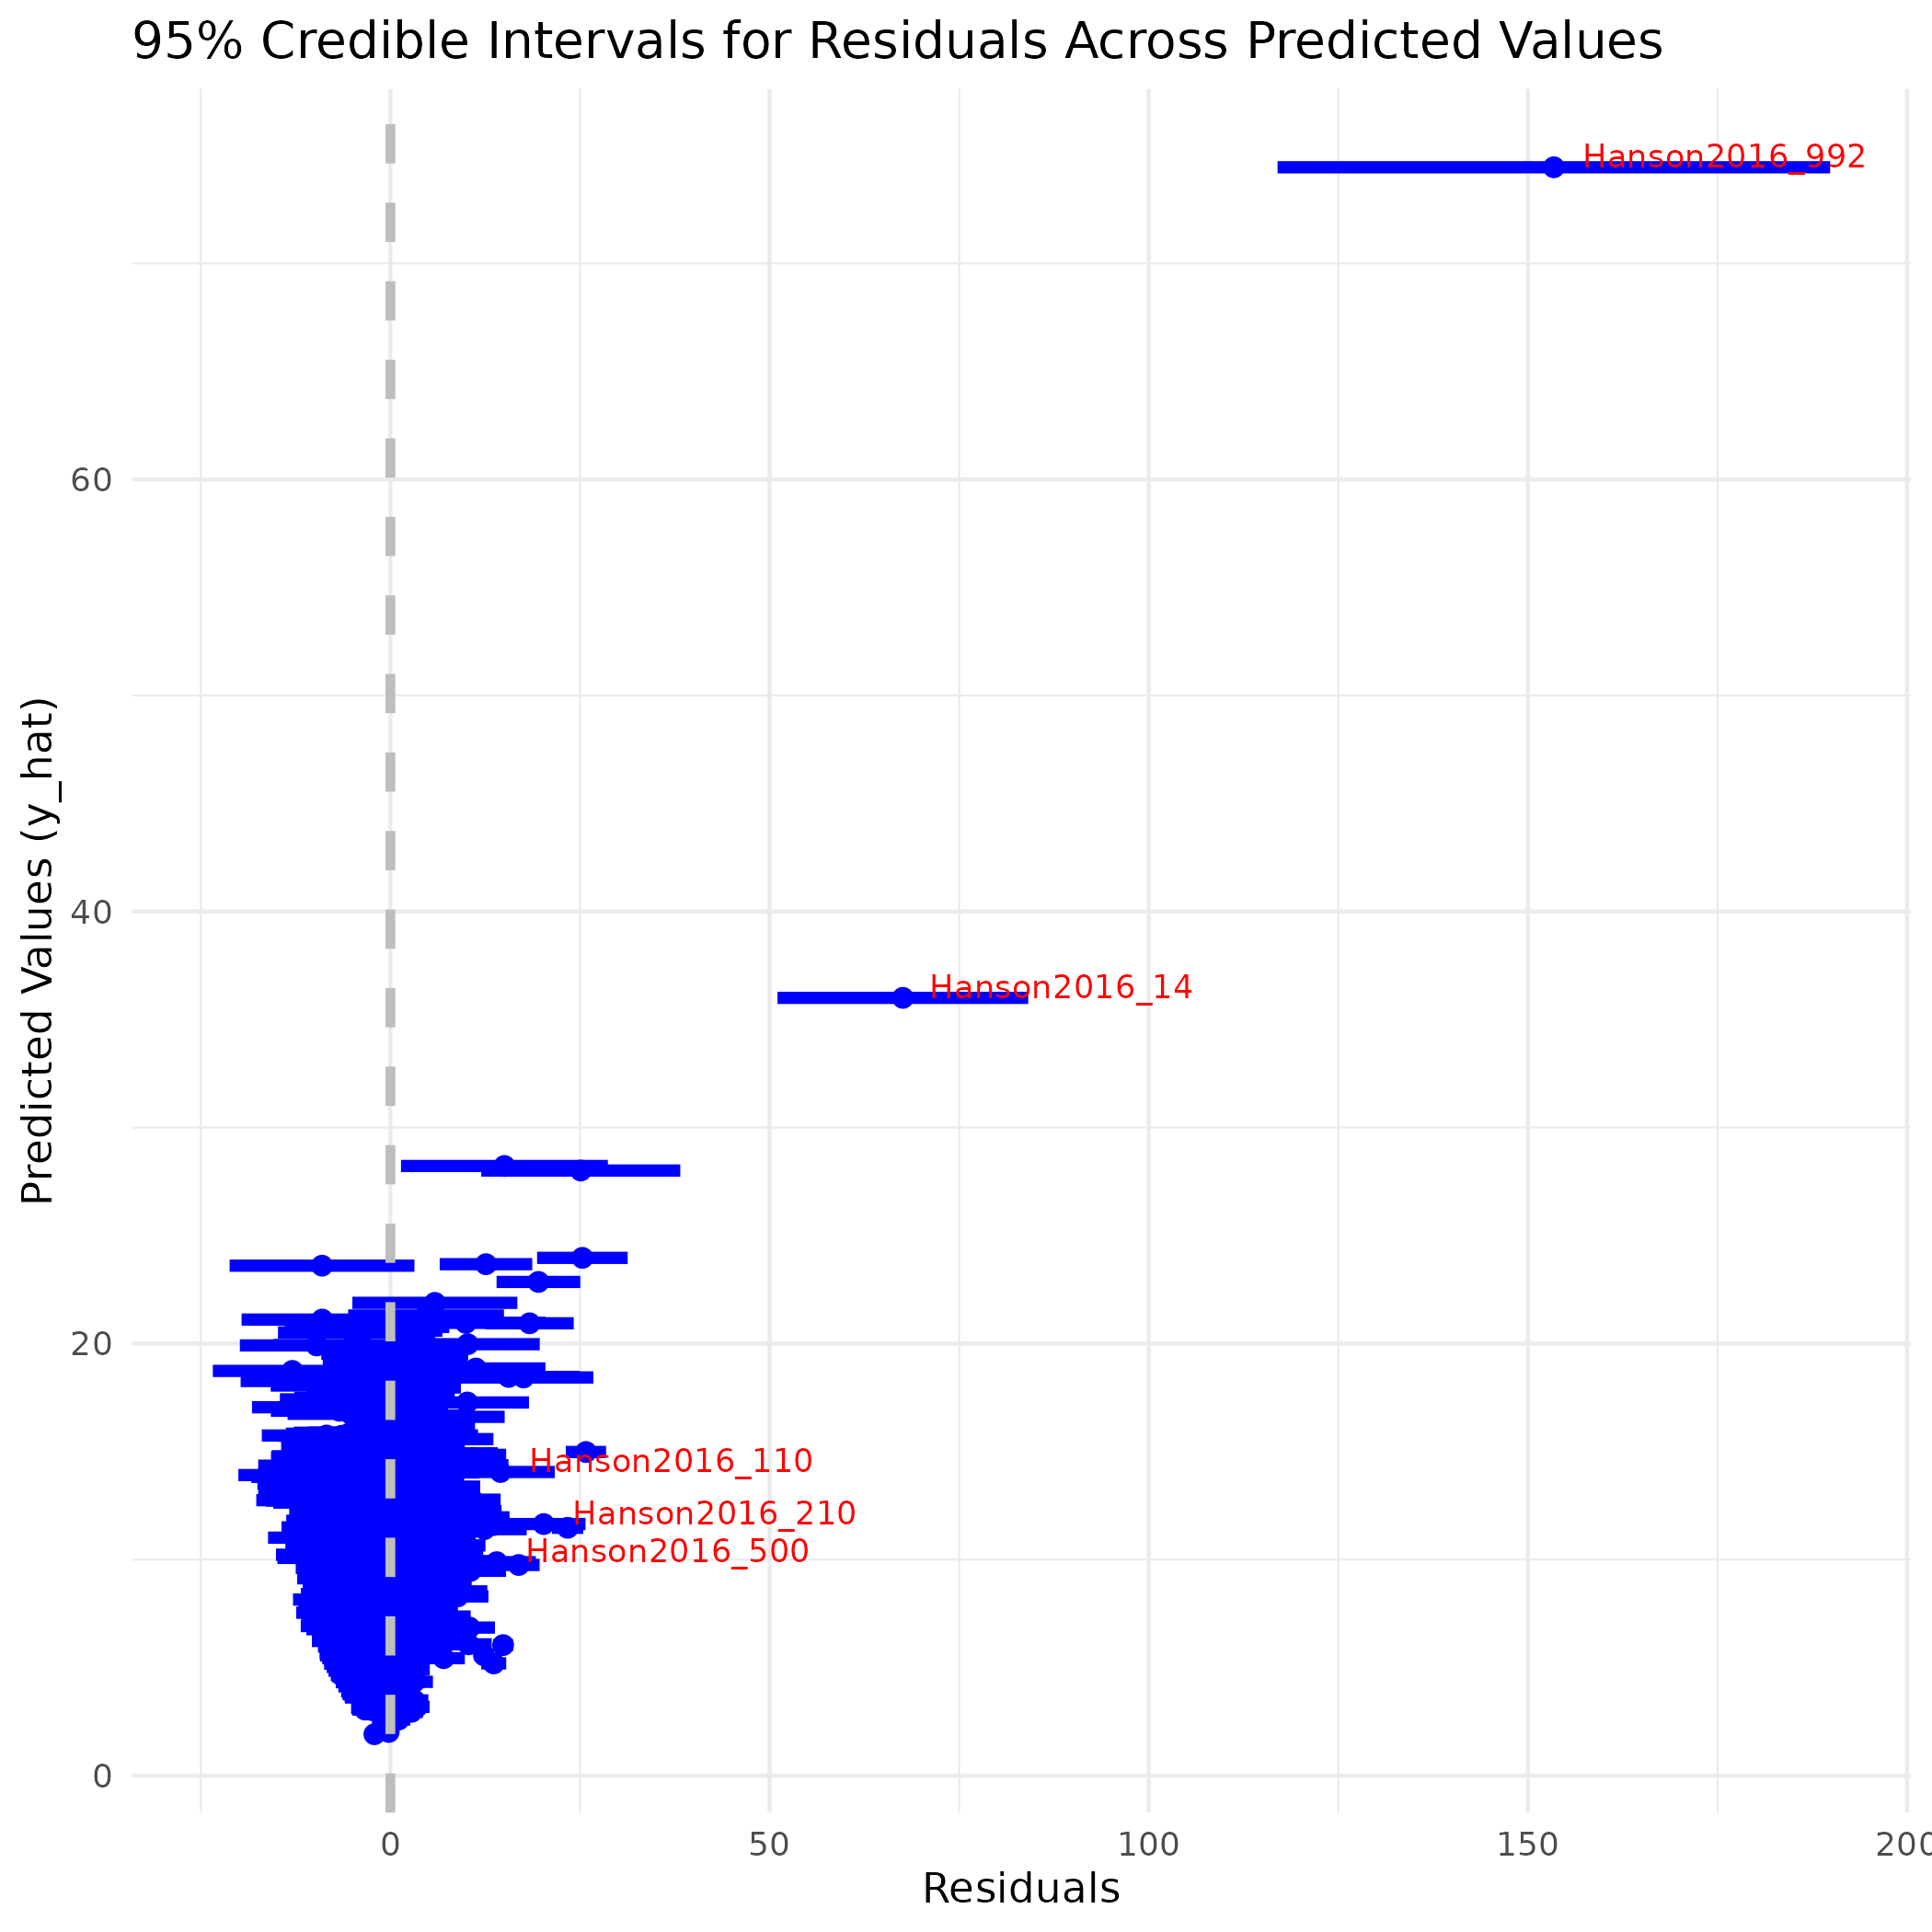 95% Credible Intervals for Residuals Across Predicted Values
Predicted Values (y_hat)
60
40
20
0
Hanson2016_992
Hanson2016_14
Hanson2016_110
Hanson2016_210
Hanson2016_500
0 50 100 150 200
Residuals